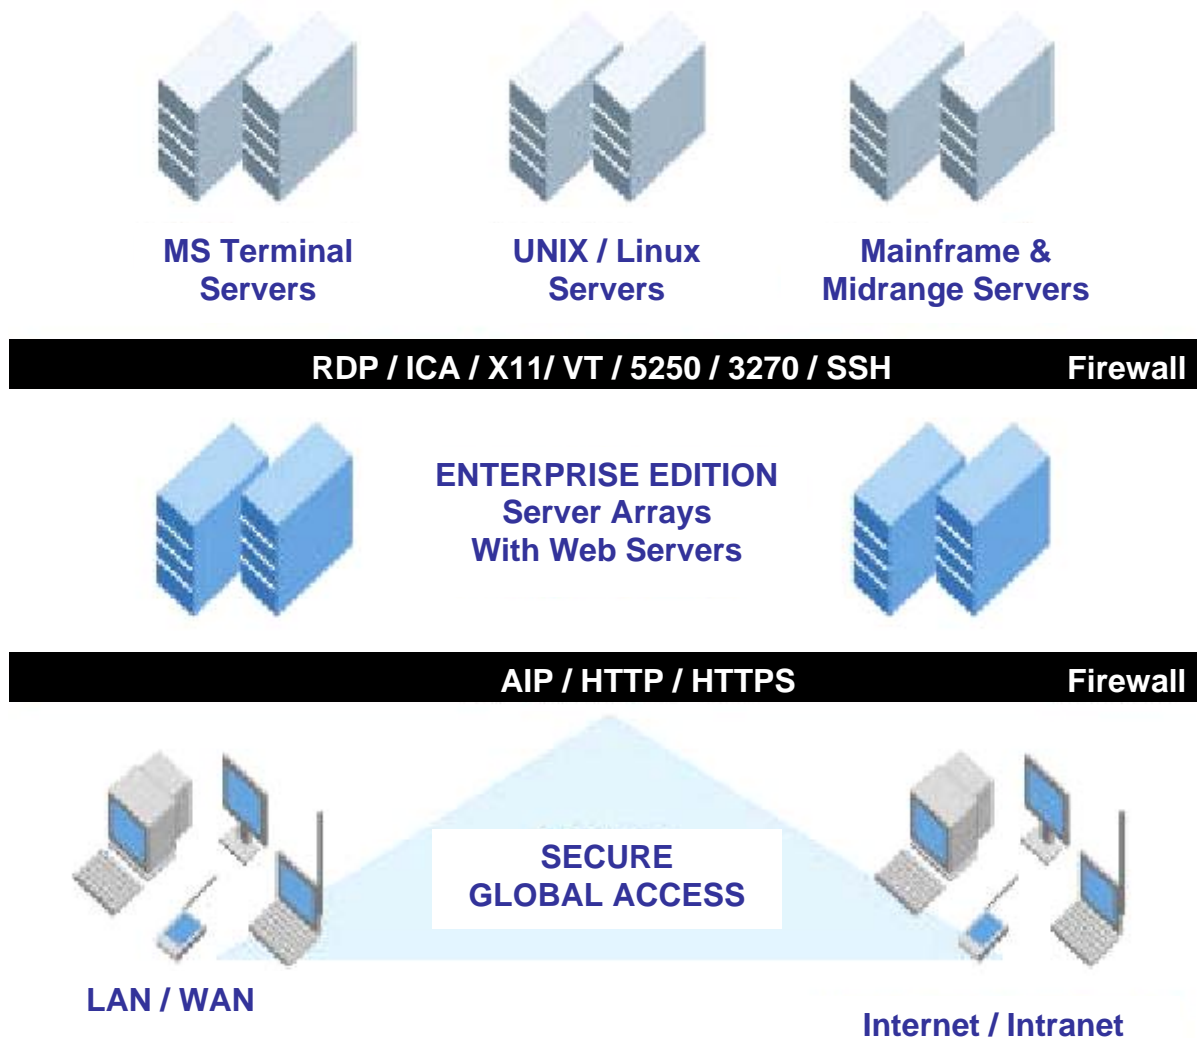 MS Terminal
Servers
UNIX / Linux
Servers
Mainframe &
Midrange Servers
RDP / ICA / X11/ VT / 5250 / 3270 / SSH
Firewall
ENTERPRISE EDITION
Server Arrays
With Web Servers
AIP / HTTP / HTTPS
Firewall
SECURE
GLOBAL ACCESS
LAN / WAN
Internet / Intranet